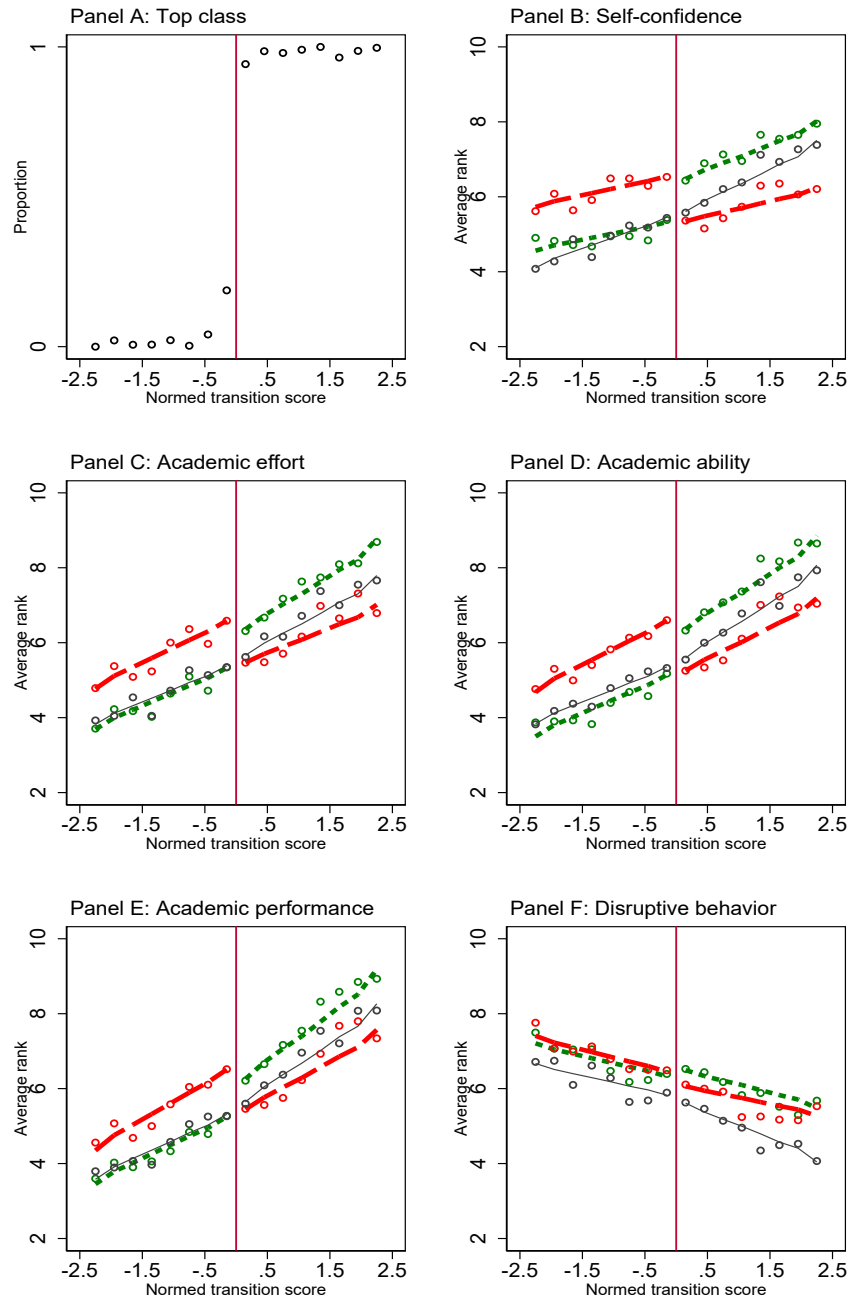 Panel A: Top class
Proportion
1
0
-2.5 -1.5 -.5 .5 1.5 2.5
Normed transition score
Panel B: Self-confidence
Average rank
10
8
6
4
2
-2.5 -1.5 -.5 .5 1.5 2.5
Normed transition score
Panel C: Academic effort
Average rank
10
8
6
4
2
-2.5 -1.5 -.5 .5 1.5 2.5
Normed transition score
Panel D: Academic ability
Average rank
10
8
6
4
2
-2.5 -1.5 -.5 .5 1.5 2.5
Normed transition score
Panel E: Academic performance
Average rank
10
8
6
4
2
-2.5 -1.5 -.5 .5 1.5 2.5
Normed transition score
Panel F: Disruptive behavior
Average rank
10
8
6
4
2
-2.5 -1.5 -.5 .5 1.5 2.5
Normed transition score